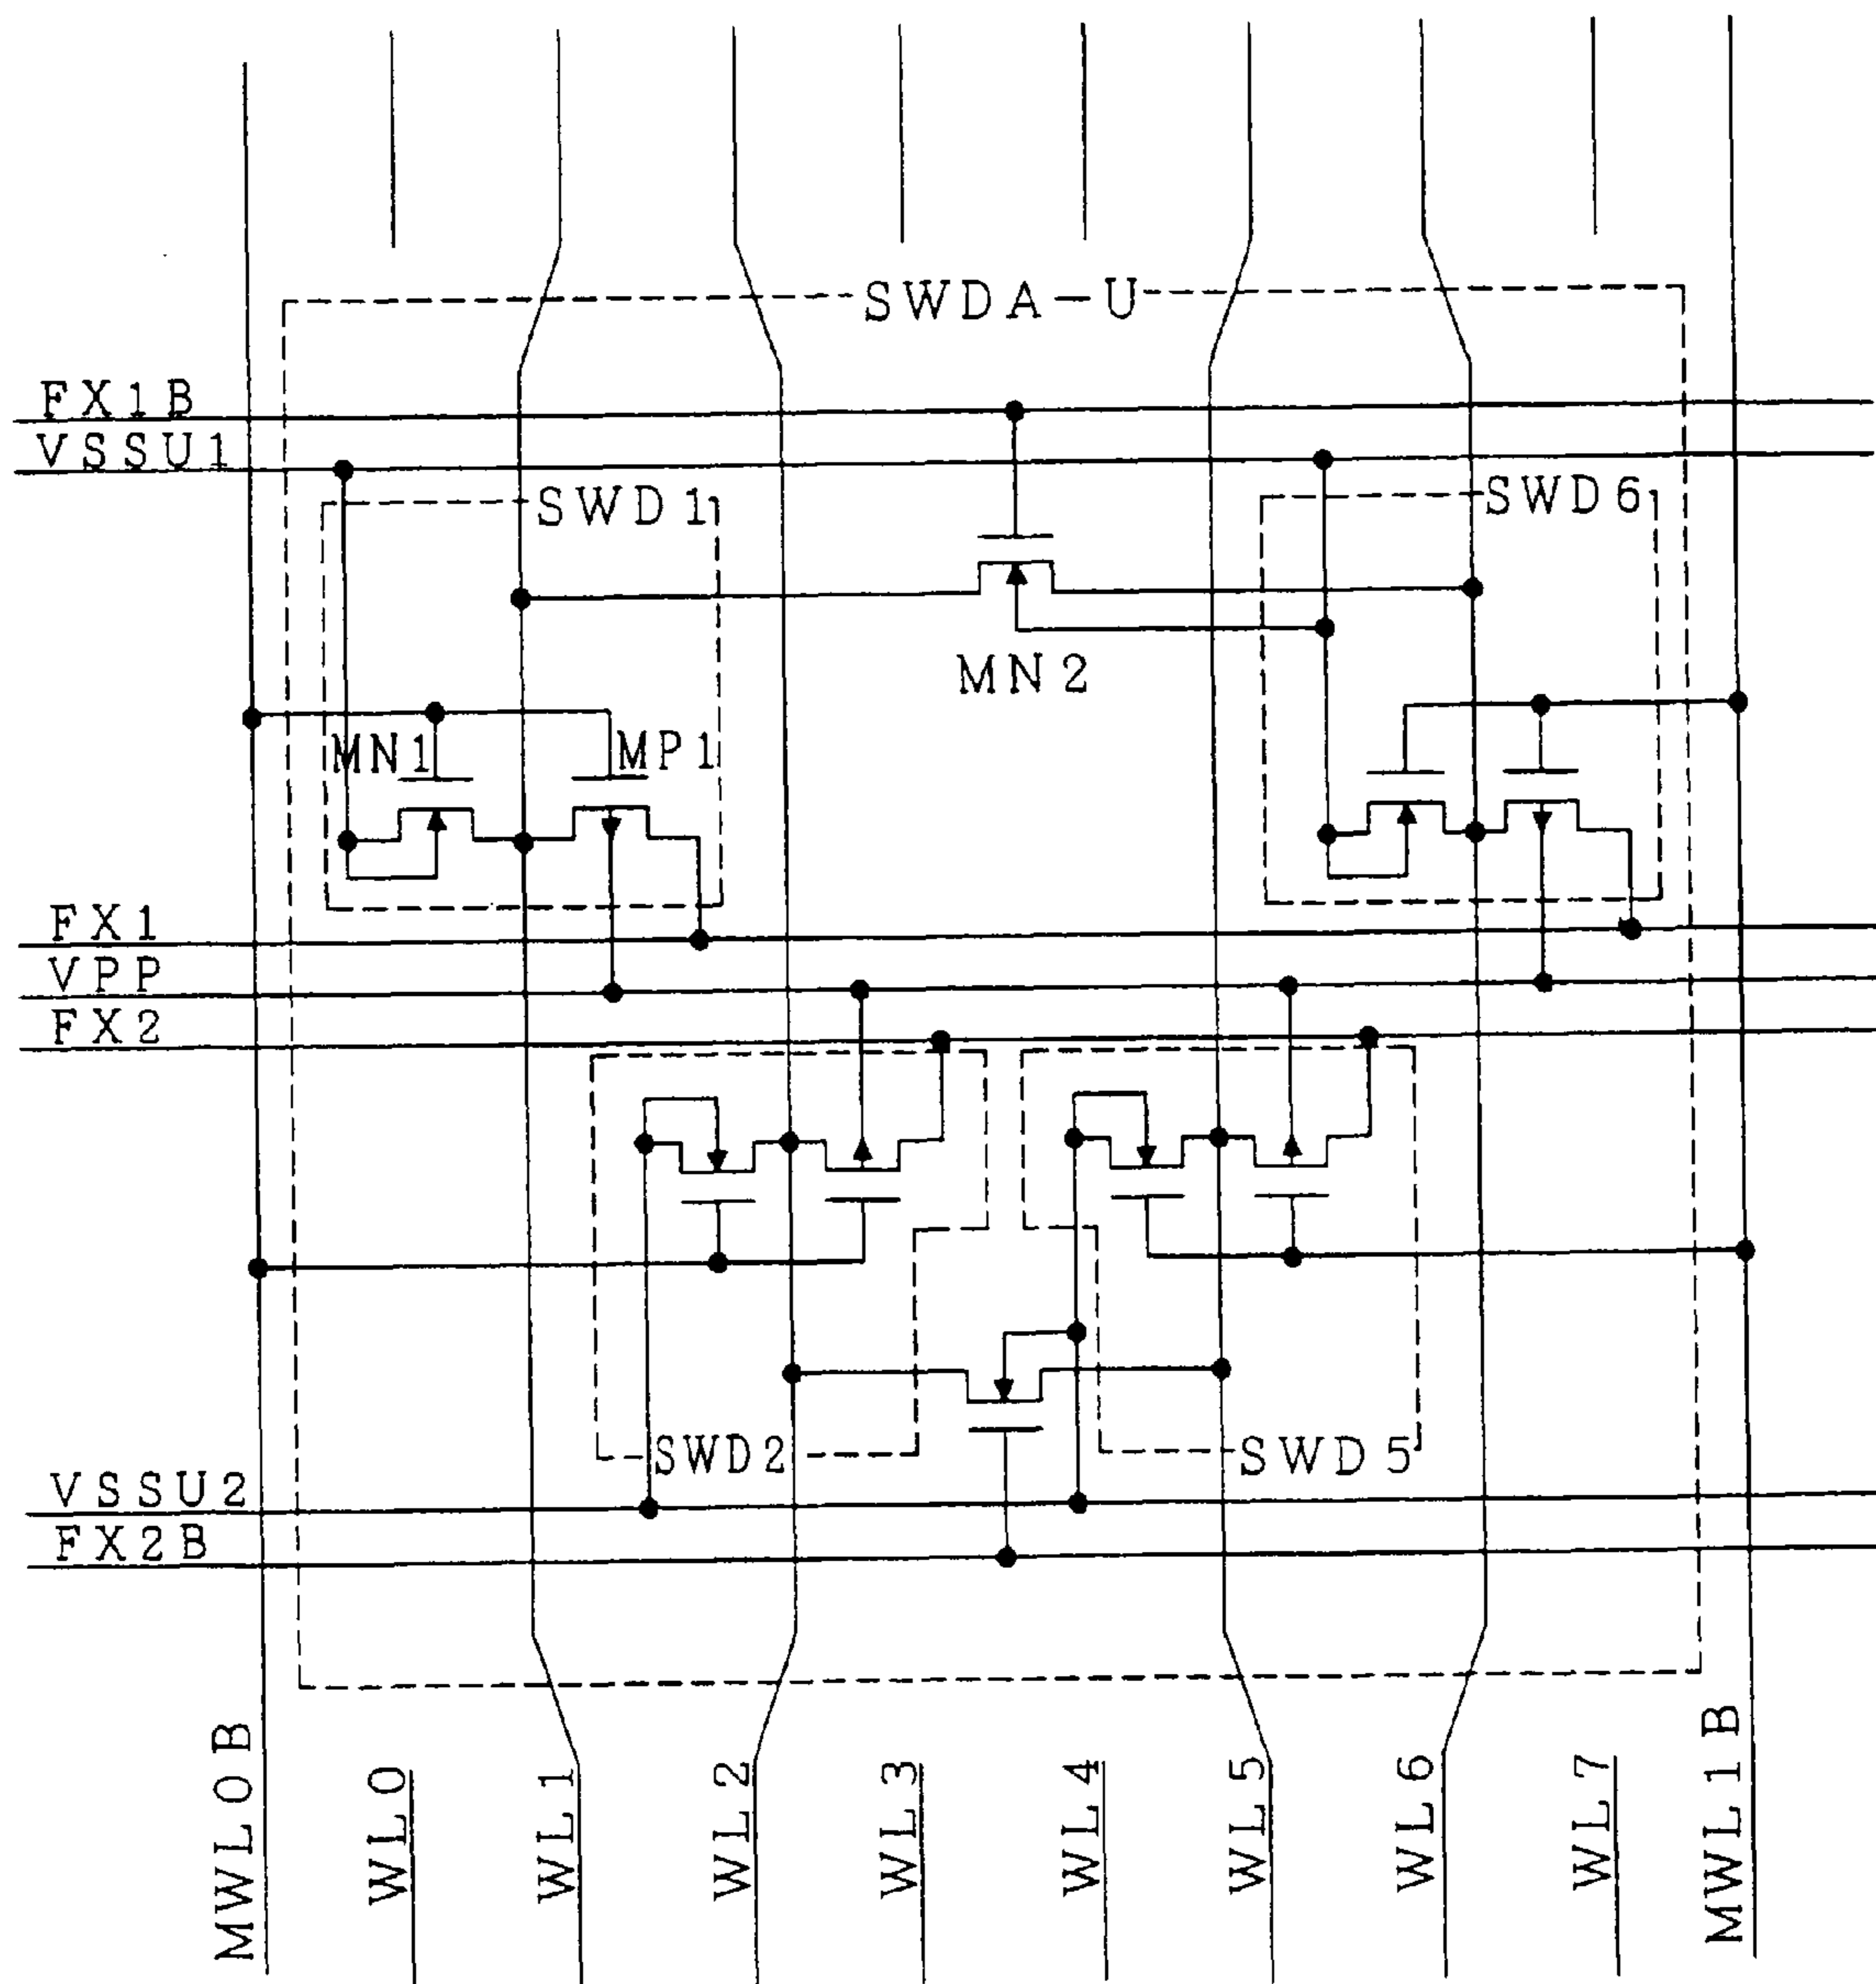 SWDA-U
FX1B
VSSU1
SWD1
SWD6
MN2
MN1
MP1
FX1
VPP
FX2
SWD2
SWD5
VSSU2
FX2B
MWL0B
WL0
WL1
WL2
WL3
WL4
WL5
WL6
WL7
MWL1B